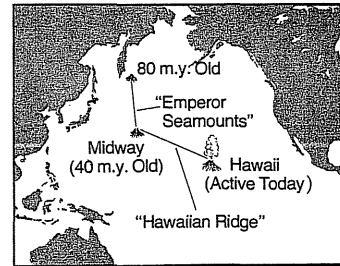 80 m.y. Old
"Emperor
Seamounts"
Midway
(40 m.y. Old)
Hawaii
(Active Today)
"Hawaiian Ridge"